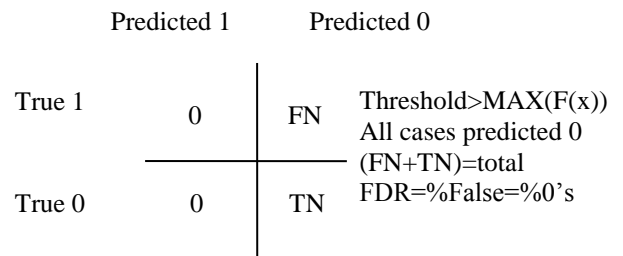 Predicted 1 Predicted 0
True 1 0 FN
Threshold>MAX(F(x))
All cases predicted 0
(FN+TN)=total
FDR=%False=%0’s
True 0 0 TN